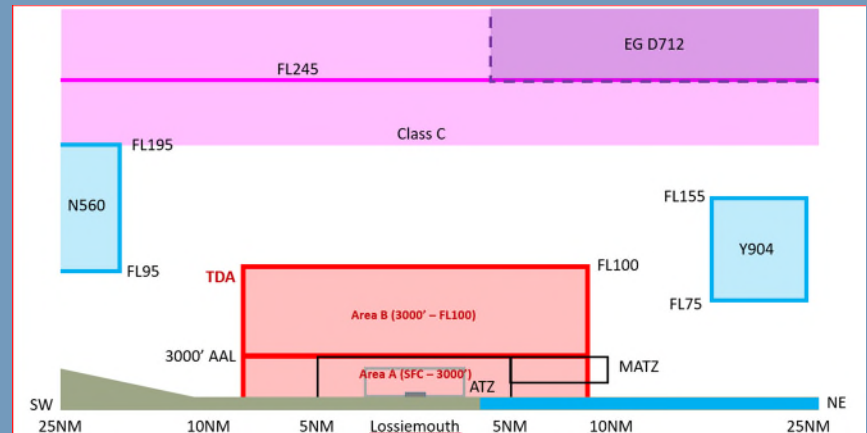 EG D712
FL245
Class C
FL195
N560
FL155
Y904
FL95
TDA
FL100
FL75
Area B (3000' – FL100)
3000' AAL
MATZ
Area A (SFC – 3000')
ATZ
SW
NE
25NM 10NM 5NM Lossiemouth 5NM 10NM 25NM